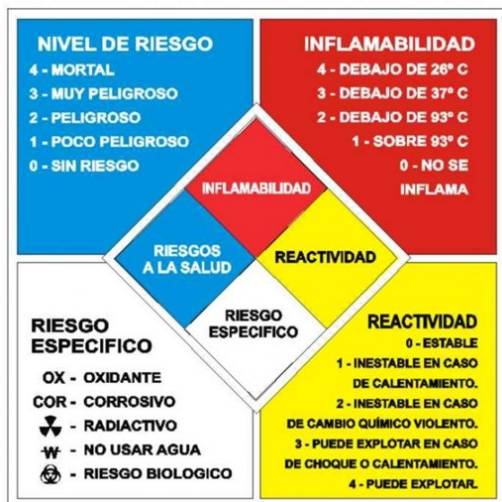 NIVEL DE RIESGO
4 - MORTAL
3 - MUY PELIGROSO
2 - PELIGROSO
1 - POCO PELIGROSO
0 - SIN RIESGO
INFLAMABILIDAD
4 - DEBAJO DE 26º C
3 - DEBAJO DE 37º C
2 - DEBAJO DE 93º C
1 - SOBRE 93º C
0 - NO SE
INFLAMA
INFLAMABILIDAD
RIESGOS
A LA SALUD
REACTIVIDAD
RIESGO
ESPECIFICO
RIESGO
ESPECIFICO
OX - OXIDANTE
COR - CORROSIVO
- RADIACTIVO
W - NO USAR AGUA
- RIESGO BIOLOGICO
REACTIVIDAD
0 - ESTABLE
1 - INESTABLE EN CASO
DE CALENTAMIENTO.
2 - INESTABLE EN CASO
DE CAMBIO QUÍMICO VIOLENTO.
3 - PUEDE EXPLOTAR EN CASO
DE CHOQUE O CALENTAMIENTO.
4 - PUEDE EXPLOTAR.